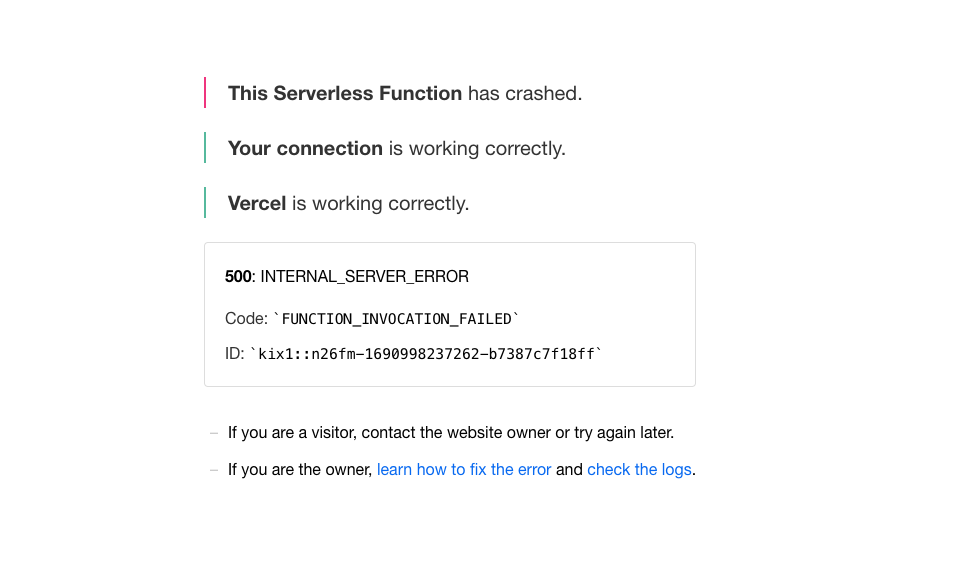 This Serverless Function has crashed.
Your connection is working correctly.
Vercel is working correctly.
500: INTERNAL_SERVER_ERROR
Code: `FUNCTION_INVOCATION_FAILED`
ID: `kix1::n26fm-1690998237262-b7387c7f18ff`
– If you are a visitor, contact the website owner or try again later.
– If you are the owner, learn how to fix the error and check the logs.